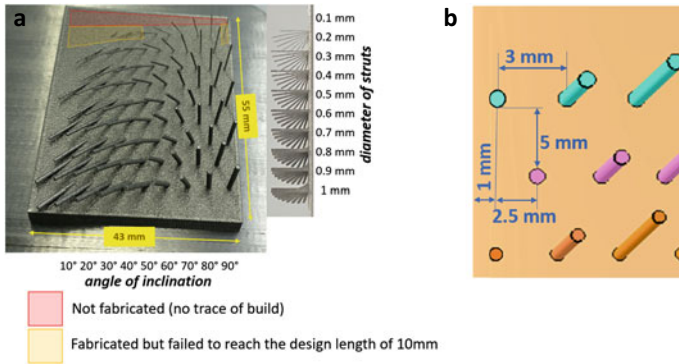 a
0.1 mm
0.2 mm
0.3 mm
0.4 mm
0.5 mm
0.6 mm
0.7 mm
0.8 mm
0.9 mm
1 mm
diameter of struts
55 mm
43 mm
10° 20° 30° 40° 50° 60° 70° 80° 90°
angle of inclination
Not fabricated (no trace of build)
Fabricated but failed to reach the design length of 10mm
b
3 mm
5 mm
1 mm
2.5 mm